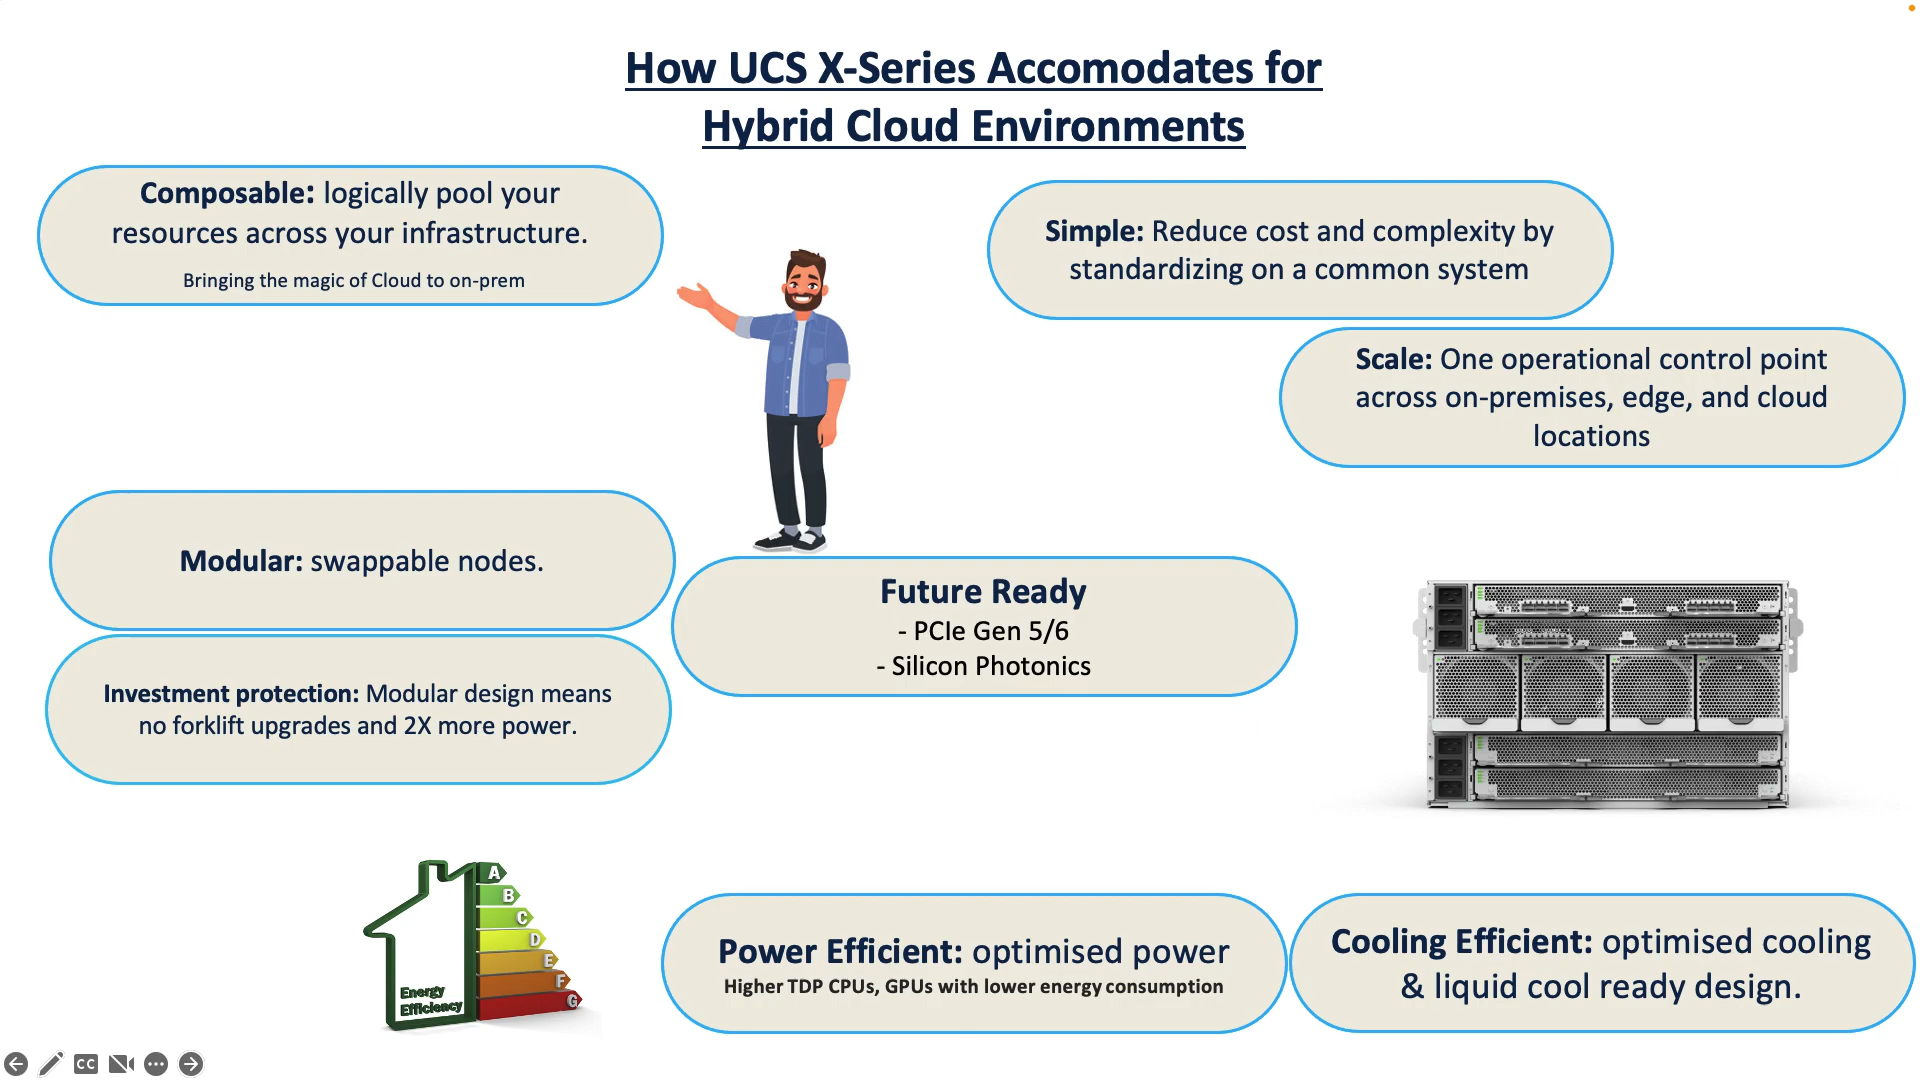 How UCS X-Series Accomodates for
Hybrid Cloud Environments
Composable: logically pool your
resources across your infrastructure.
Bringing the magic of Cloud to on-prem
Simple: Reduce cost and complexity by
standardizing on a common system
Scale: One operational control point
across on-premises, edge, and cloud
locations
Modular: swappable nodes.
Investment protection: Modular design means
no forklift upgrades and 2X more power.
Future Ready
- PCIe Gen 5/6
- Silicon Photonics
A
B
C
D
E
F
G
Energy
Efficiency
Power Efficient: optimised power
Higher TDP CPUs, GPUs with lower energy consumption
Cooling Efficient: optimised cooling
& liquid cool ready design.
CC